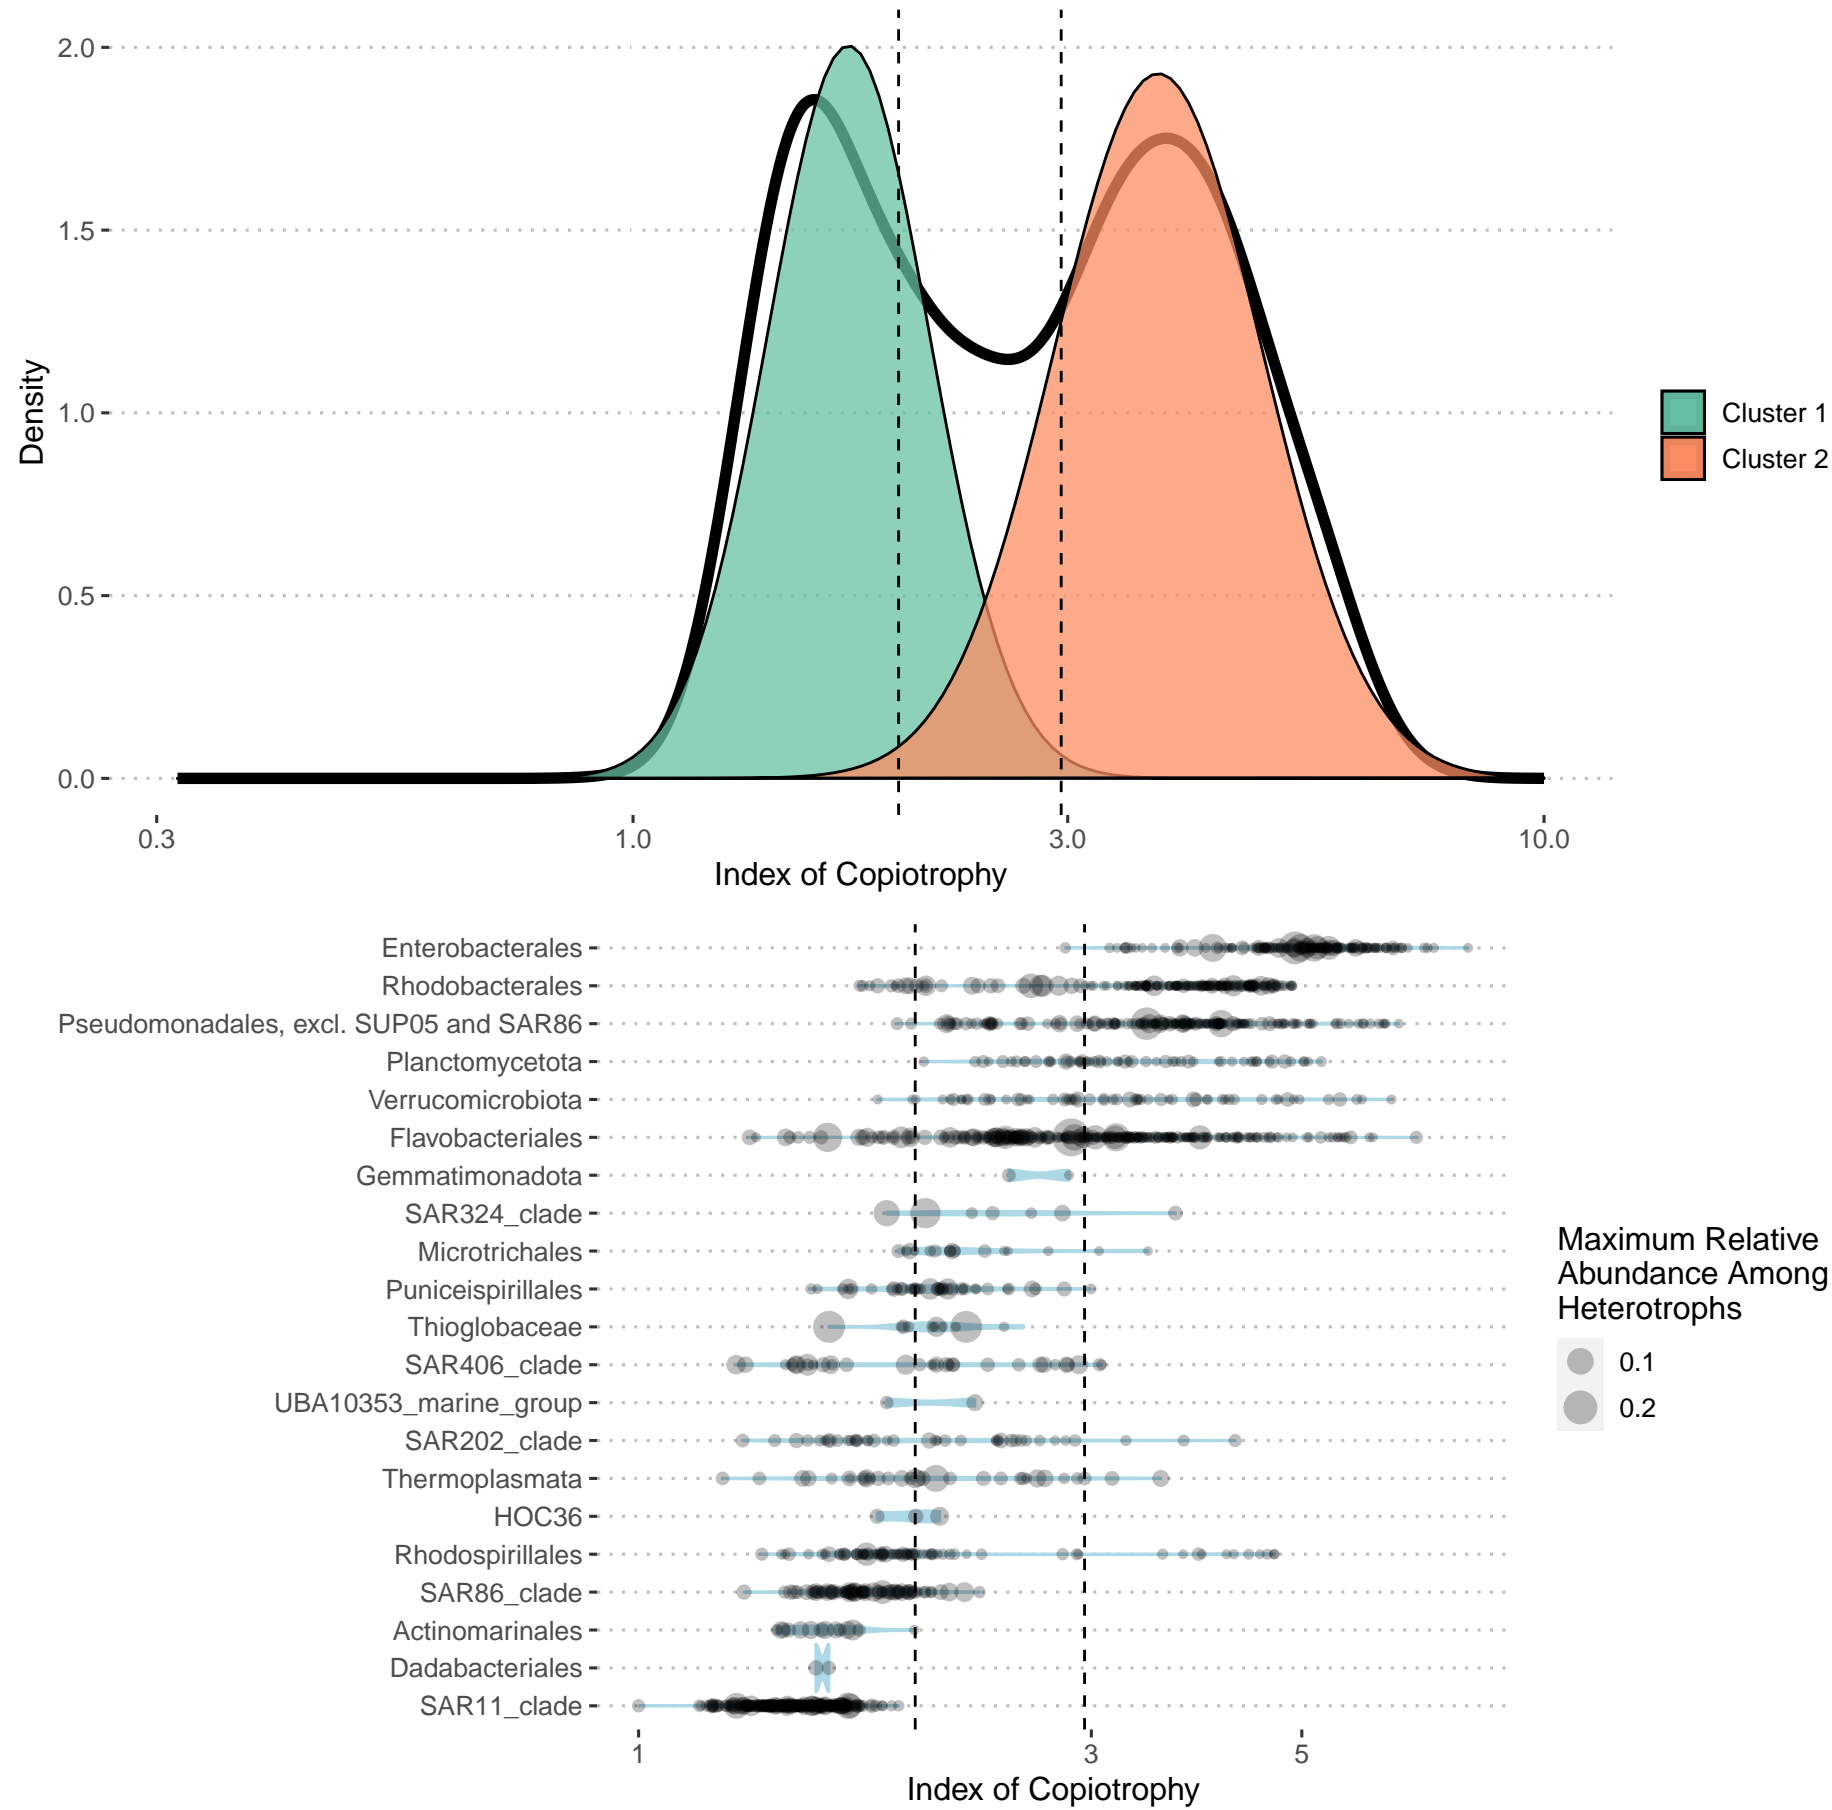 2.0
1.5
1.0
0.5
0.0
Density
0.3
1.0
3.0
10.0
Index of Copiotrophy
Cluster 1
Cluster 2
Enterobacterales
Rhodobacterales
Pseudomonadales, excl. SUP05 and SAR86
Planctomycetota
Verrucomicrobiota
Flavobacteriales
Gemmatimonadota
SAR324_clade
Microtrichales
Puniceispirillales
Thioglobaceae
SAR406_clade
UBA10353_marine_group
SAR202_clade
Thermoplasmata
HOC36
Rhodospirillales
SAR86_clade
Actinomarinales
Dadabacteriales
SAR11_clade
1
3
5
Index of Copiotrophy
Maximum Relative
Abundance Among
Heterotrophs
0.1
0.2